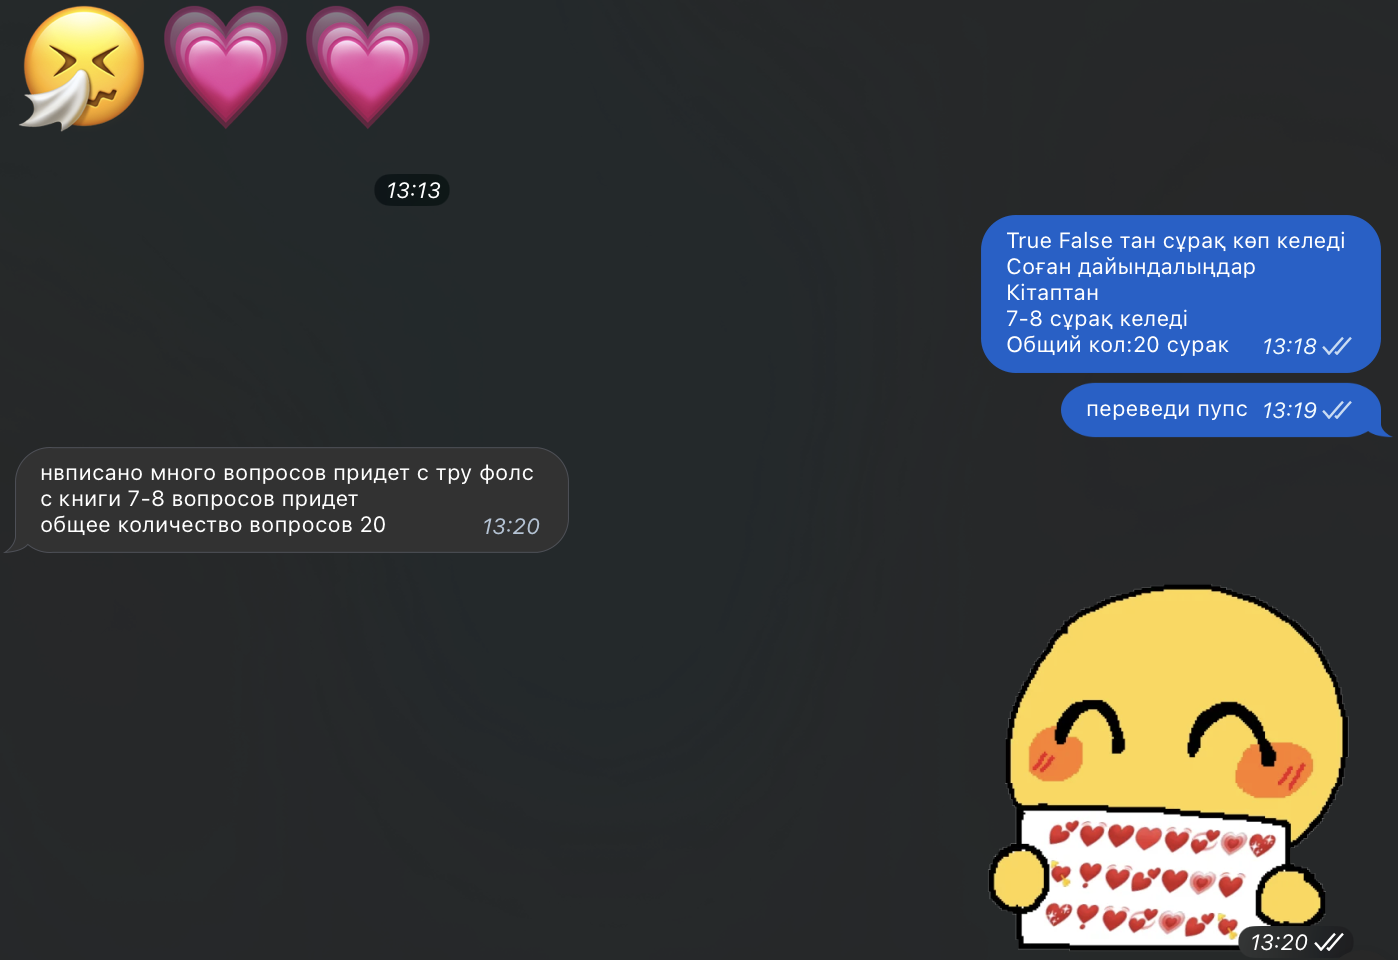 13:13
True False тан сұрақ көп келеді
Соған дайындалыңдар
Кітаптан
7-8 сұрақ келеді
Общий кол:20 сурак 13:18
переведи пупс 13:19
нвписано много вопросов придет с тру фолс
с книги 7-8 вопросов придет
общее количество вопросов 20 13:20
13:20